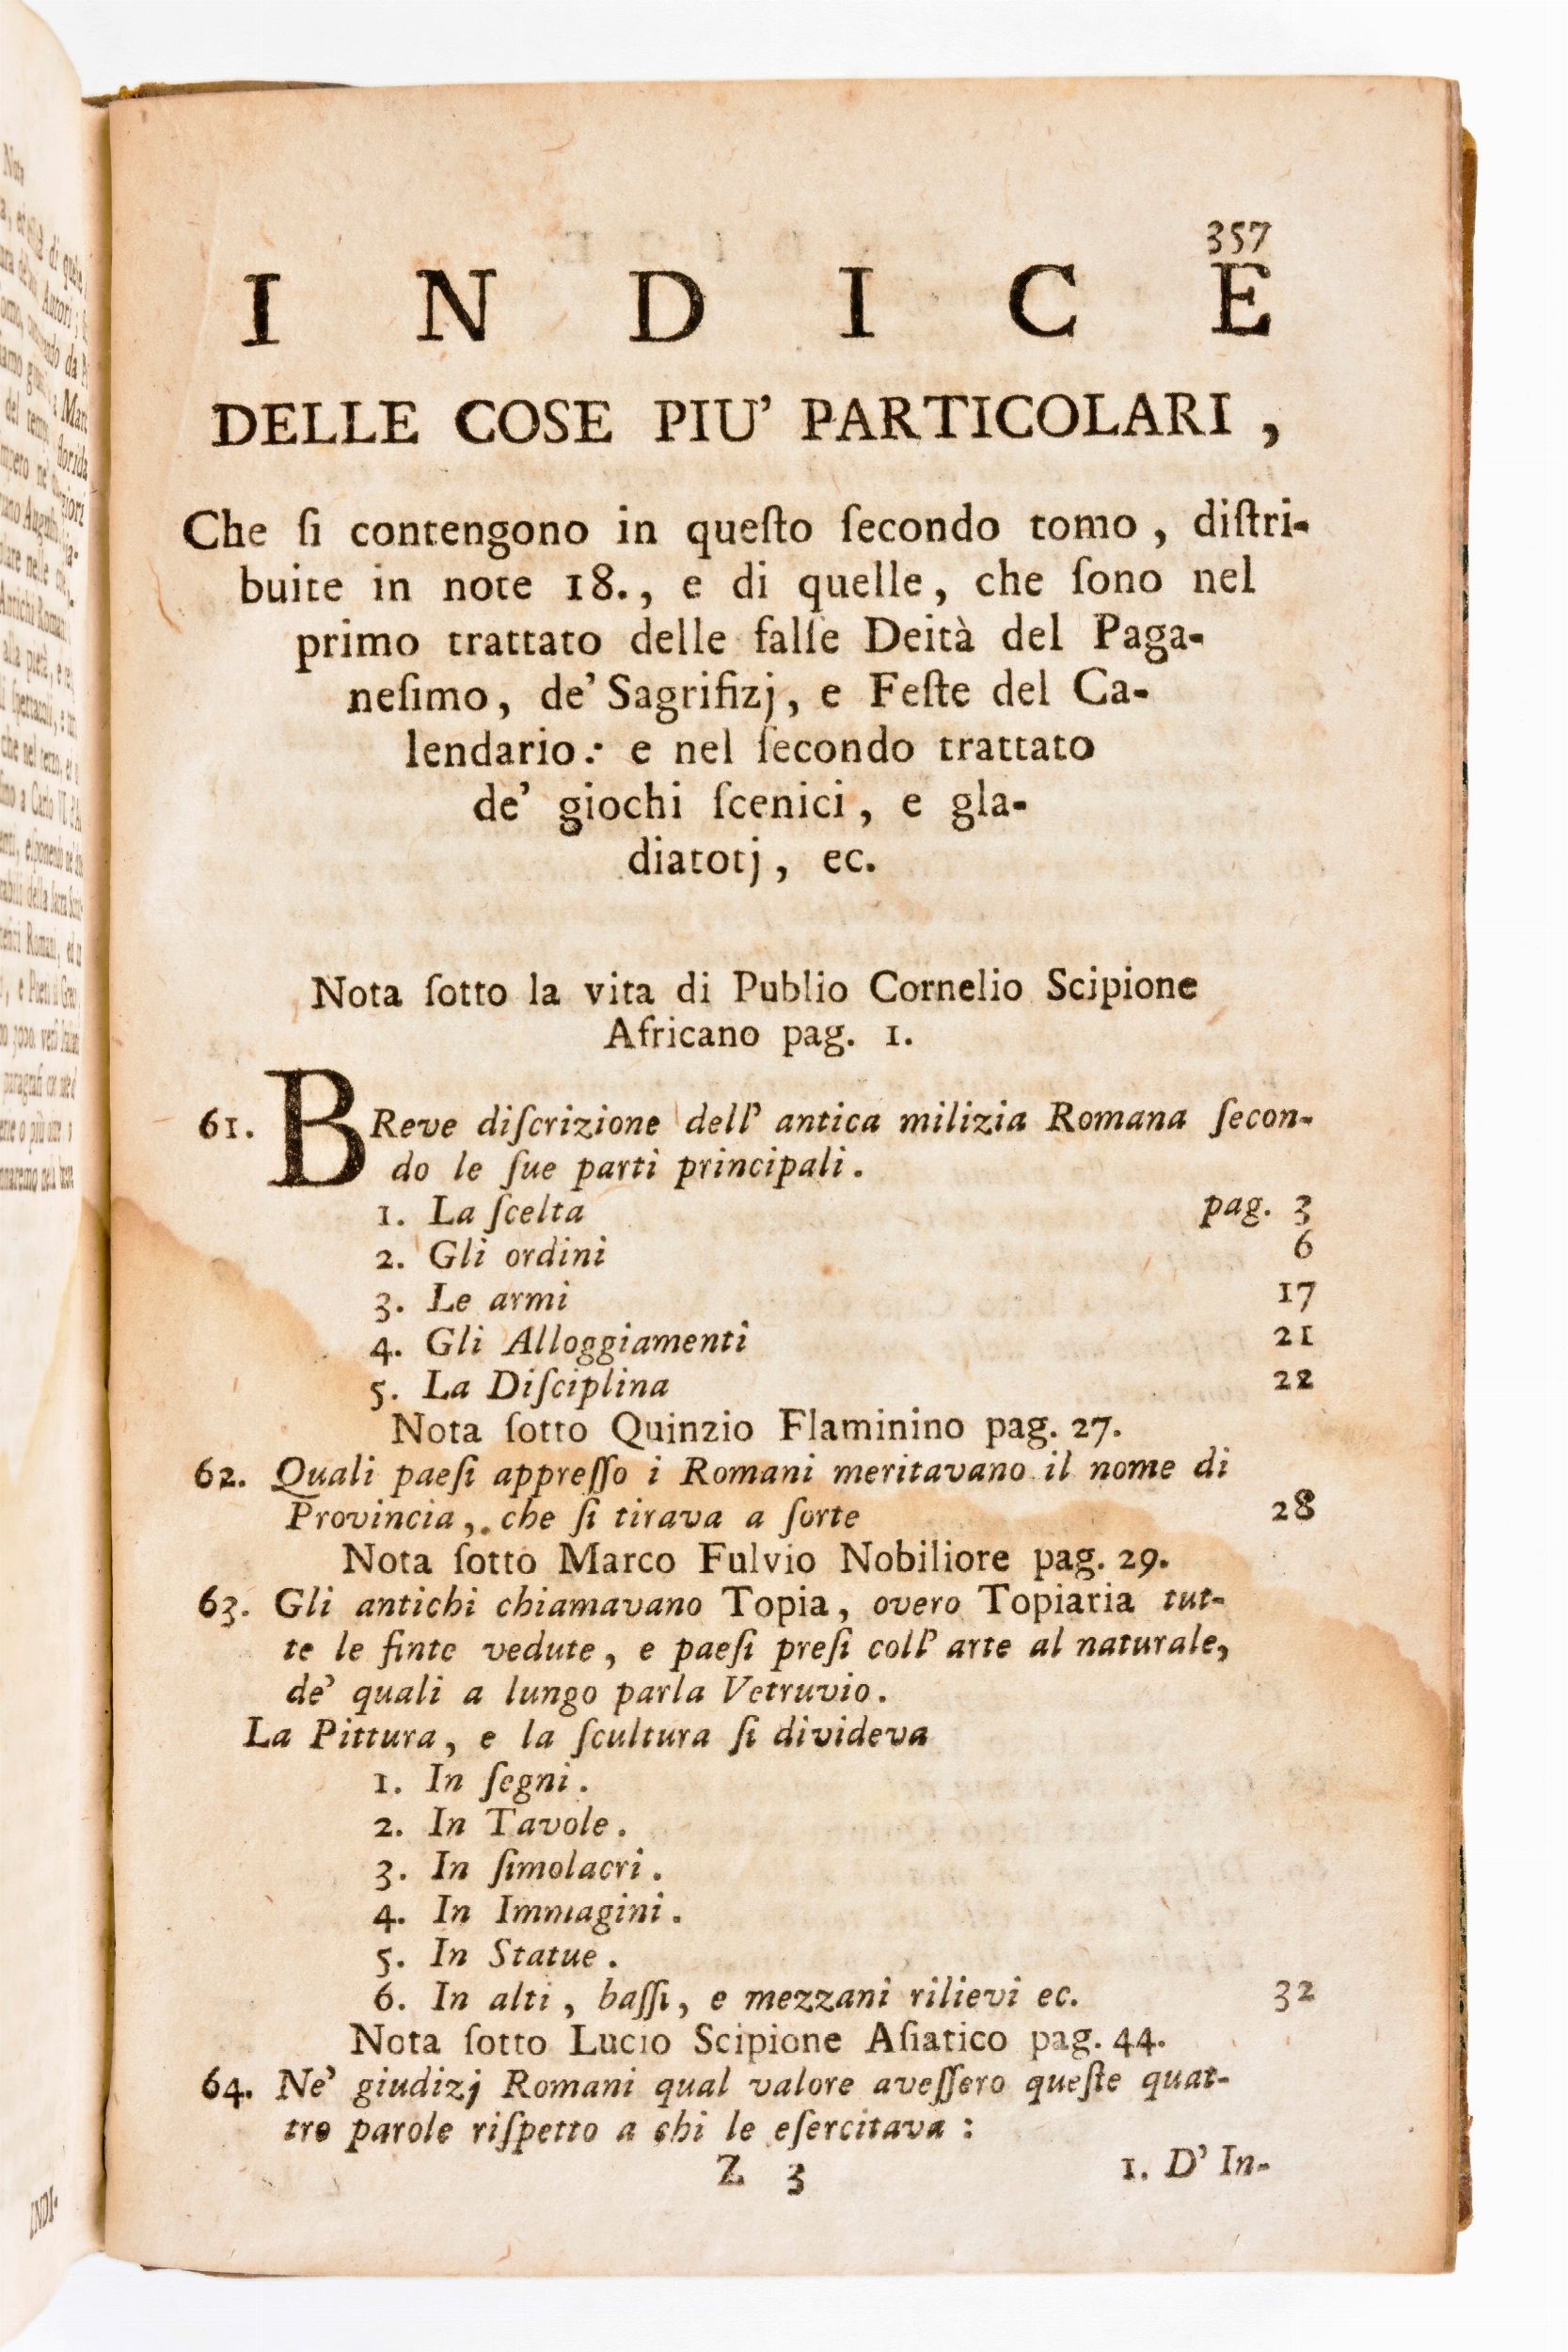 357
INDICE
DELLE COSE PIU' PARTICOLARI ,
Che ſi contengono in queſto ſecondo tomo , diſtri-
buite in note 18. , e di quelle , che ſono nel
primo trattato delle falſe Deità del Paga-
neſimo , de' Sagrifizj , e Feſte del Ca-
lendario : e nel ſecondo trattato
de' giochi ſcenici , e gla-
diatotj , ec.
Nota ſotto la vita di Publio Cornelio Scipione
Africano pag. 1.
61. BReve diſcrizione dell' antica milizia Romana ſecon-
do le ſue parti principali .
1. La ſcelta pag. 3
2. Gli ordini 6
3. Le armi 17
4. Gli Alloggiamenti 21
5. La Diſciplina 22
Nota ſotto Quinzio Flaminino pag. 27.
62. Quali paeſi appreſſo i Romani meritavano il nome di
Provincia , che ſi tirava a ſorte 28
Nota ſotto Marco Fulvio Nobiliore pag. 29.
63. Gli antichi chiamavano Topia , overo Topiaria tut-
te le finte vedute , e paeſi preſi coll' arte al naturale,
de' quali a lungo parla Vetruvio .
La Pittura , e la ſcultura ſi divideva
1. In ſegni .
2. In Tavole .
3. In ſimolacri .
4. In Immagini .
5. In Statue .
6. In alti , baſſi , e mezzani rilievi ec. 32
Nota ſotto Lucio Scipione Aſiatico pag. 44.
64. Ne' giudizj Romani qual valore aveſſero queſte quat-
tro parole riſpetto a chi le eſercitava :
Z 3 1. D' In-
INDI-